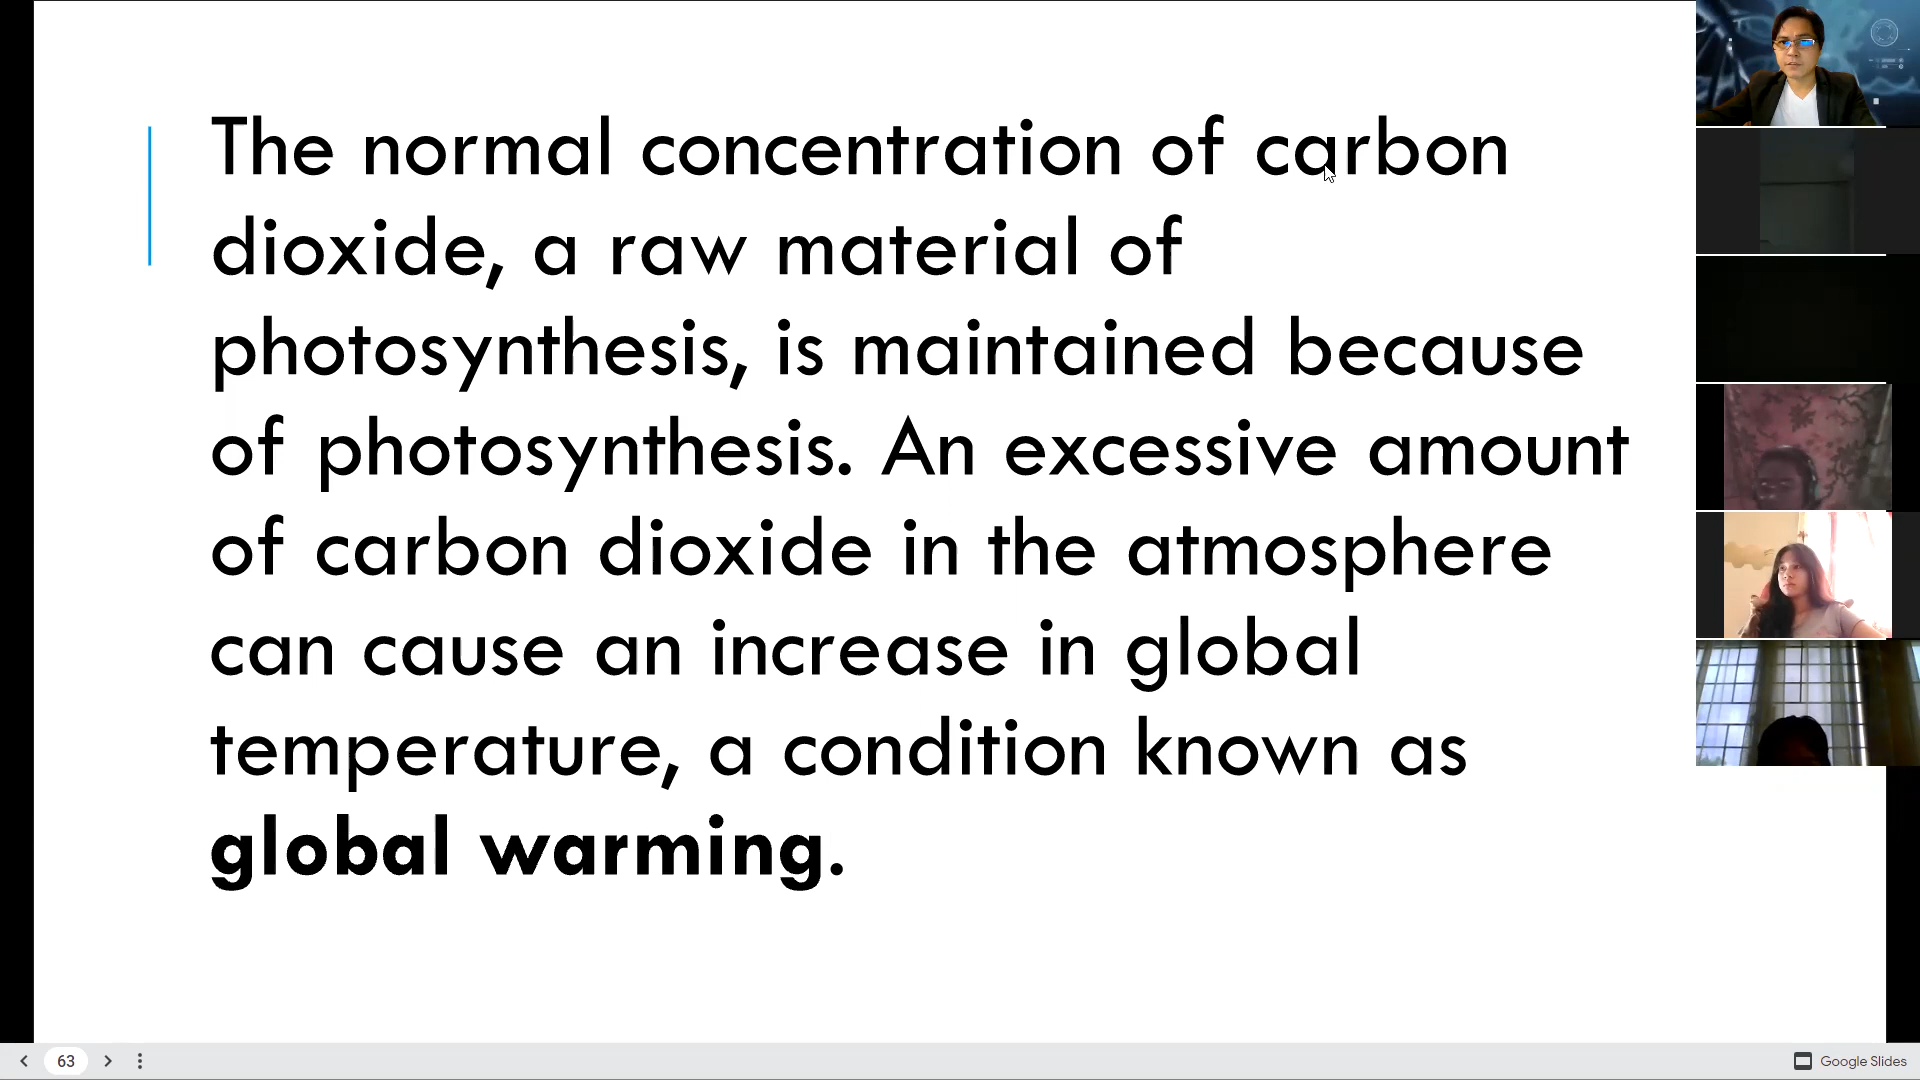 The normal concentration of carbon
dioxide, a raw material of
photosynthesis, is maintained because
of photosynthesis. An excessive amount
of carbon dioxide in the atmosphere
can cause an increase in global
temperature, a condition known as
global warming.
63
Google Slides